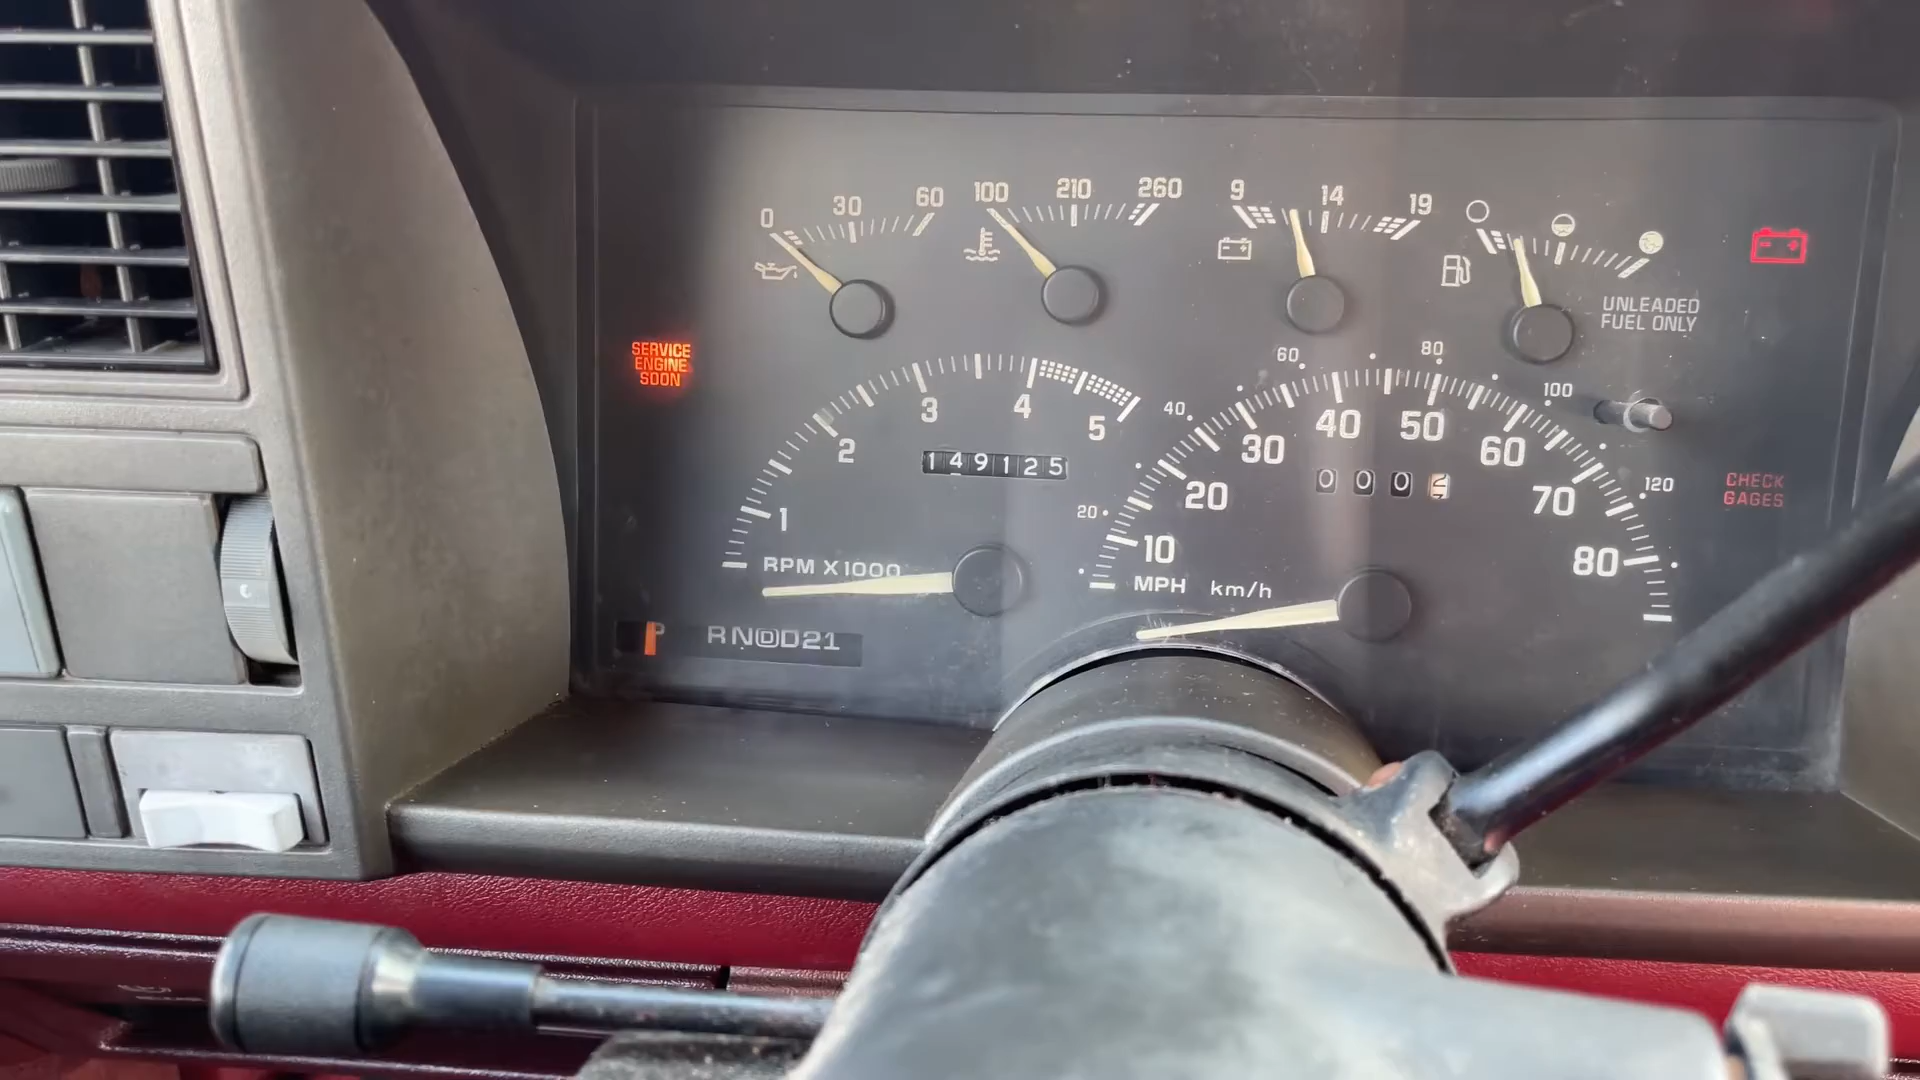 0 30 60
100 210 260
9 14 19
UNLEADED
FUEL ONLY
SERVICE
ENGINE
SOON
1 2 3 4 5
149125
RPM X1000
20 40 60 80 100 120
10 20 30 40 50 60 70 80
000
MPH km/h
CHECK
GAGES
P RNDD21